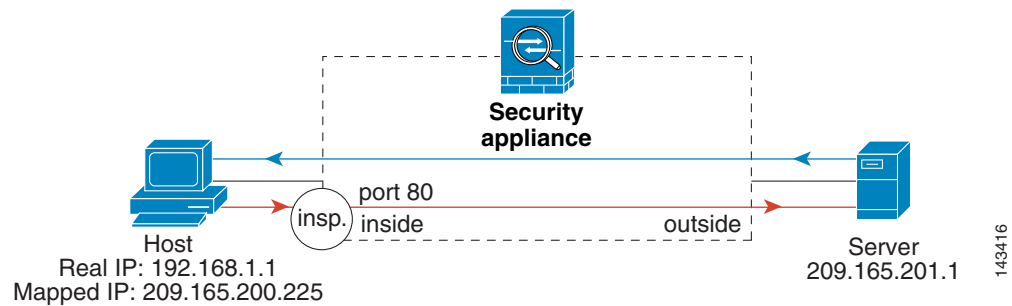 Security
appliance
port 80
insp.
inside
outside
Host
Real IP: 192.168.1.1
Mapped IP: 209.165.200.225
Server
209.165.201.1
143416